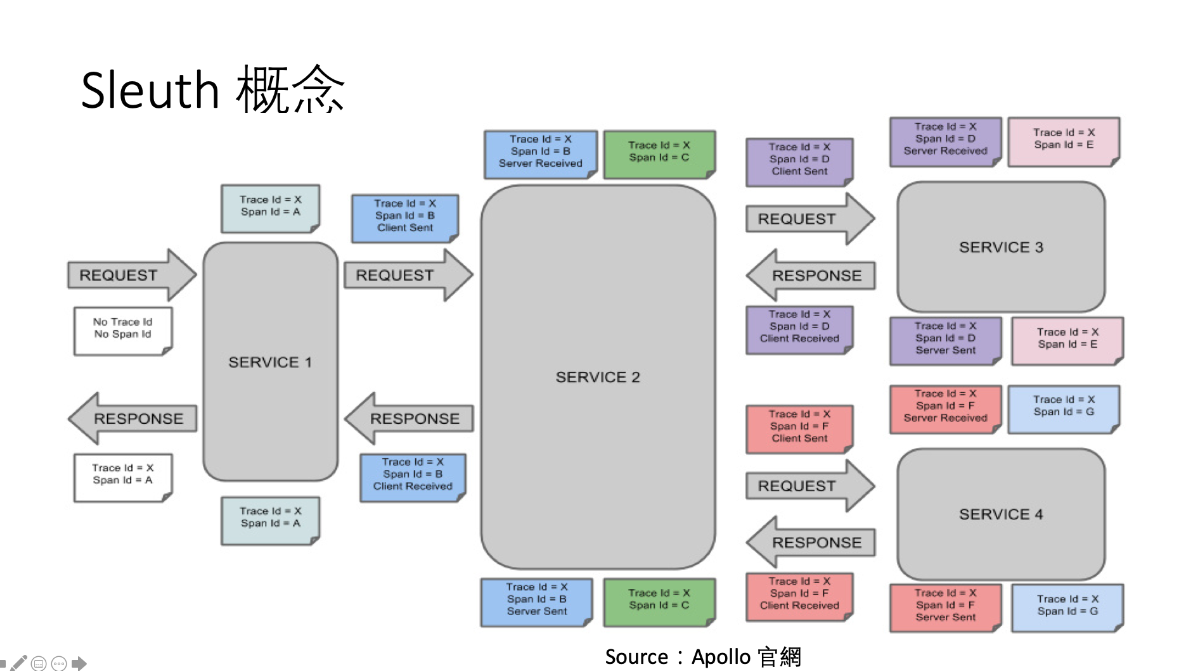 Sleuth 概念
Trace Id = X
Span Id = A
Trace Id = X
Span Id = B
Client Sent
Trace Id = X
Span Id = B
Server Received
Trace Id = X
Span Id = C
Trace Id = X
Span Id = D
Client Sent
Trace Id = X
Span Id = D
Server Received
Trace Id = X
Span Id = E
REQUEST
REQUEST
REQUEST
RESPONSE
SERVICE 3
No Trace Id
No Span Id
SERVICE 1
SERVICE 2
Trace Id = X
Span Id = D
Client Received
Trace Id = X
Span Id = D
Server Sent
Trace Id = X
Span Id = E
RESPONSE
RESPONSE
Trace Id = X
Span Id = F
Client Sent
Trace Id = X
Span Id = F
Server Received
Trace Id = X
Span Id = G
Trace Id = X
Span Id = A
Trace Id = X
Span Id = B
Client Received
REQUEST
RESPONSE
SERVICE 4
Trace Id = X
Span Id = A
Trace Id = X
Span Id = B
Server Sent
Trace Id = X
Span Id = C
Trace Id = X
Span Id = F
Client Received
Trace Id = X
Span Id = F
Server Sent
Trace Id = X
Span Id = G
Source：Apollo 官網